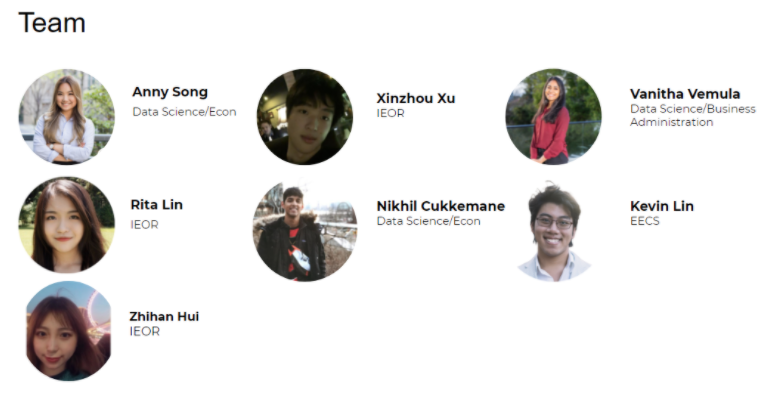 Team
Anny Song
Data Science/Econ
Xinzhou Xu
IEOR
Vanitha Vemula
Data Science/Business
Administration
Rita Lin
IEOR
Nikhil Cukkemane
Data Science/Econ
Kevin Lin
EECS
Zhihan Hui
IEOR